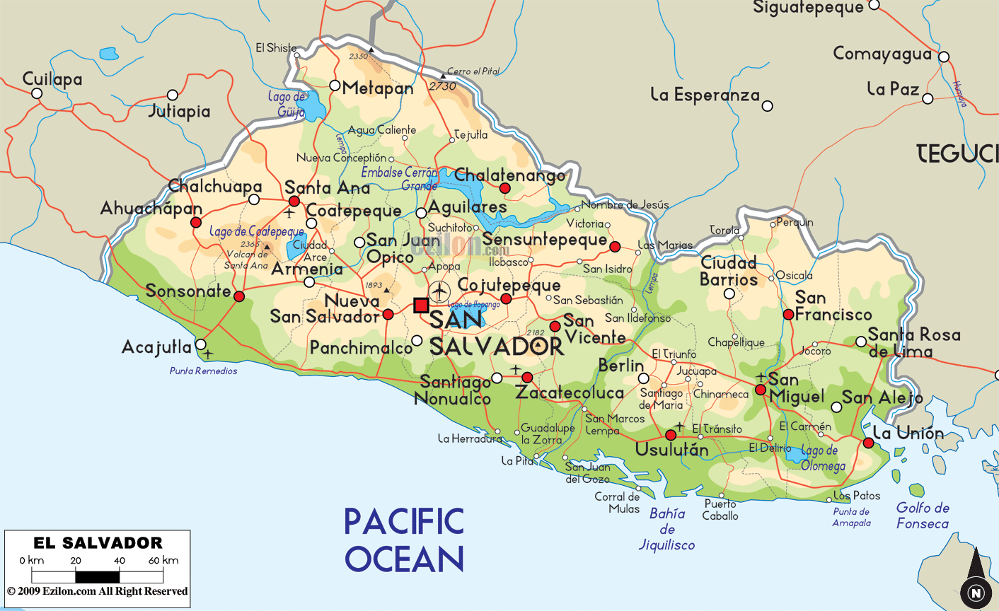 Siguatepeque
El Shiste
2350
Comayagua
Cerro el Pital
2730
Cuilapa
Metapan
La Paz
Humuya
La Esperanza
Lago de
Güija
Jutiapia
Agua Caliente
Tejutla
Lempa
TEGUCI
Nueva Conceptión
Embalse Cerrón
Grande
Chalatenango
Chalchuapa
Santa Ana
Ahuachápan
Coatepeque
Aguilares
Nombre de Jesús
Lago de Coatepeque
Suchitoto
Victoria
Perquin
Torola
2365
Volcan de
Santa Ana
Ciudad
Arce
San Juan
Opico
ezilon.com
Sensuntepeque
Las Marias
Ilobasco
Armenia
Apopa
San Isidro
Ciudad
Barrios
Osicala
Lempa
Sonsonate
1893
Cojutepeque
Nueva
San Salvador
Lago de Ilopango
San Sebastián
San
Francisco
SAN
SALVADOR
San
Vicente
San Ildefonso
2182
Acajutla
Panchimalco
Chapeltique
Jocoro
Santa Rosa
de Lima
Punta Remedios
El Triunfo
Berlin
Jucuapa
Santiago
Nonualco
Zacatecoluca
Santiago
de Maria
Chinameca
San
Miguel
San Alejo
San Marcos
Lempa
La Herradura
Guadalupe
la Zorra
Usulután
El Tránsito
El Carmén
La Unión
El Delirio
Lago de
Olomega
La Pita
San Juan
del Gozo
Corral de
Mulas
Puerto
Caballo
Los Patos
Punta de
Amapala
Bahía
de
Jiquilisco
Golfo de
Fonseca
PACIFIC
OCEAN
EL SALVADOR
0 km 20 40 60 km
© 2009 Ezilon.com All Right Reserved
N